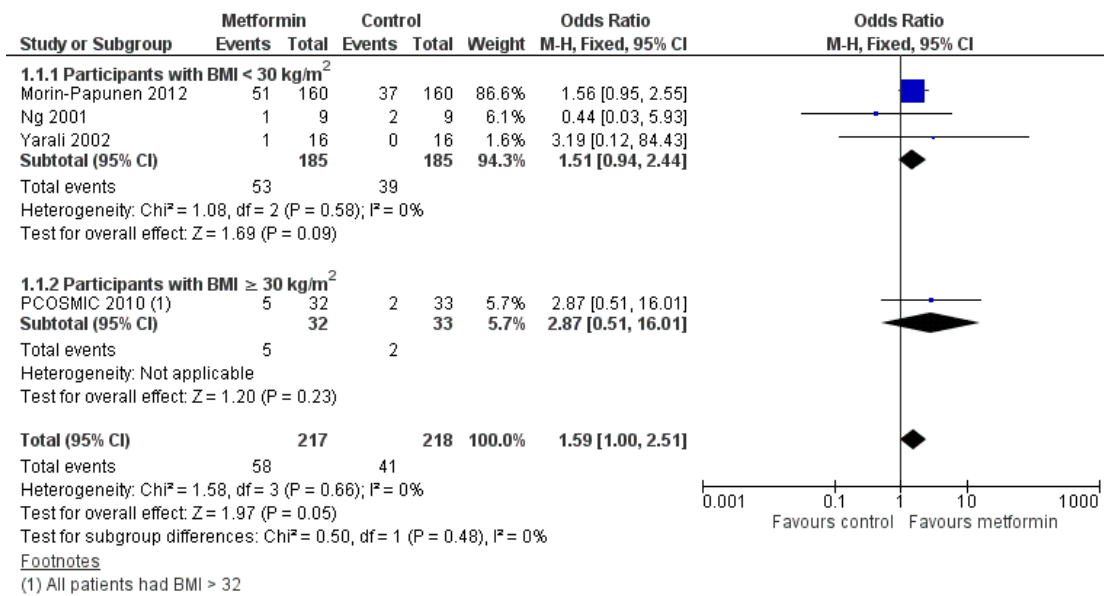 Metformin Control Odds Ratio Odds Ratio
Study or Subgroup Events Total Events Total Weight M-H, Fixed, 95% CI M-H, Fixed, 95% CI
1.1.1 Participants with BMI < 30 kg/m²
Morin-Papunen 2012 51 160 37 160 86.6% 1.56 [0.95, 2.55]
Ng 2001 1 9 2 9 6.1% 0.44 [0.03, 5.93]
Yarali 2002 1 16 0 16 1.6% 3.19 [0.12, 84.43]
Subtotal (95% CI) 185 185 94.3% 1.51 [0.94, 2.44]
Total events 53 39
Heterogeneity: Chi² = 1.08, df = 2 (P = 0.58); I² = 0%
Test for overall effect: Z = 1.69 (P = 0.09)
1.1.2 Participants with BMI ≥ 30 kg/m²
PCOSMIC 2010 (1) 5 32 2 33 5.7% 2.87 [0.51, 16.01]
Subtotal (95% CI) 32 33 5.7% 2.87 [0.51, 16.01]
Total events 5 2
Heterogeneity: Not applicable
Test for overall effect: Z = 1.20 (P = 0.23)
Total (95% CI) 217 218 100.0% 1.59 [1.00, 2.51]
Total events 58 41
Heterogeneity: Chi² = 1.58, df = 3 (P = 0.66); I² = 0%
Test for overall effect: Z = 1.97 (P = 0.05)
Test for subgroup differences: Chi² = 0.50, df = 1 (P = 0.48), I² = 0%
0.001 0.1 1 10 1000
Favours control Favours metformin
Footnotes
(1) All patients had BMI > 32